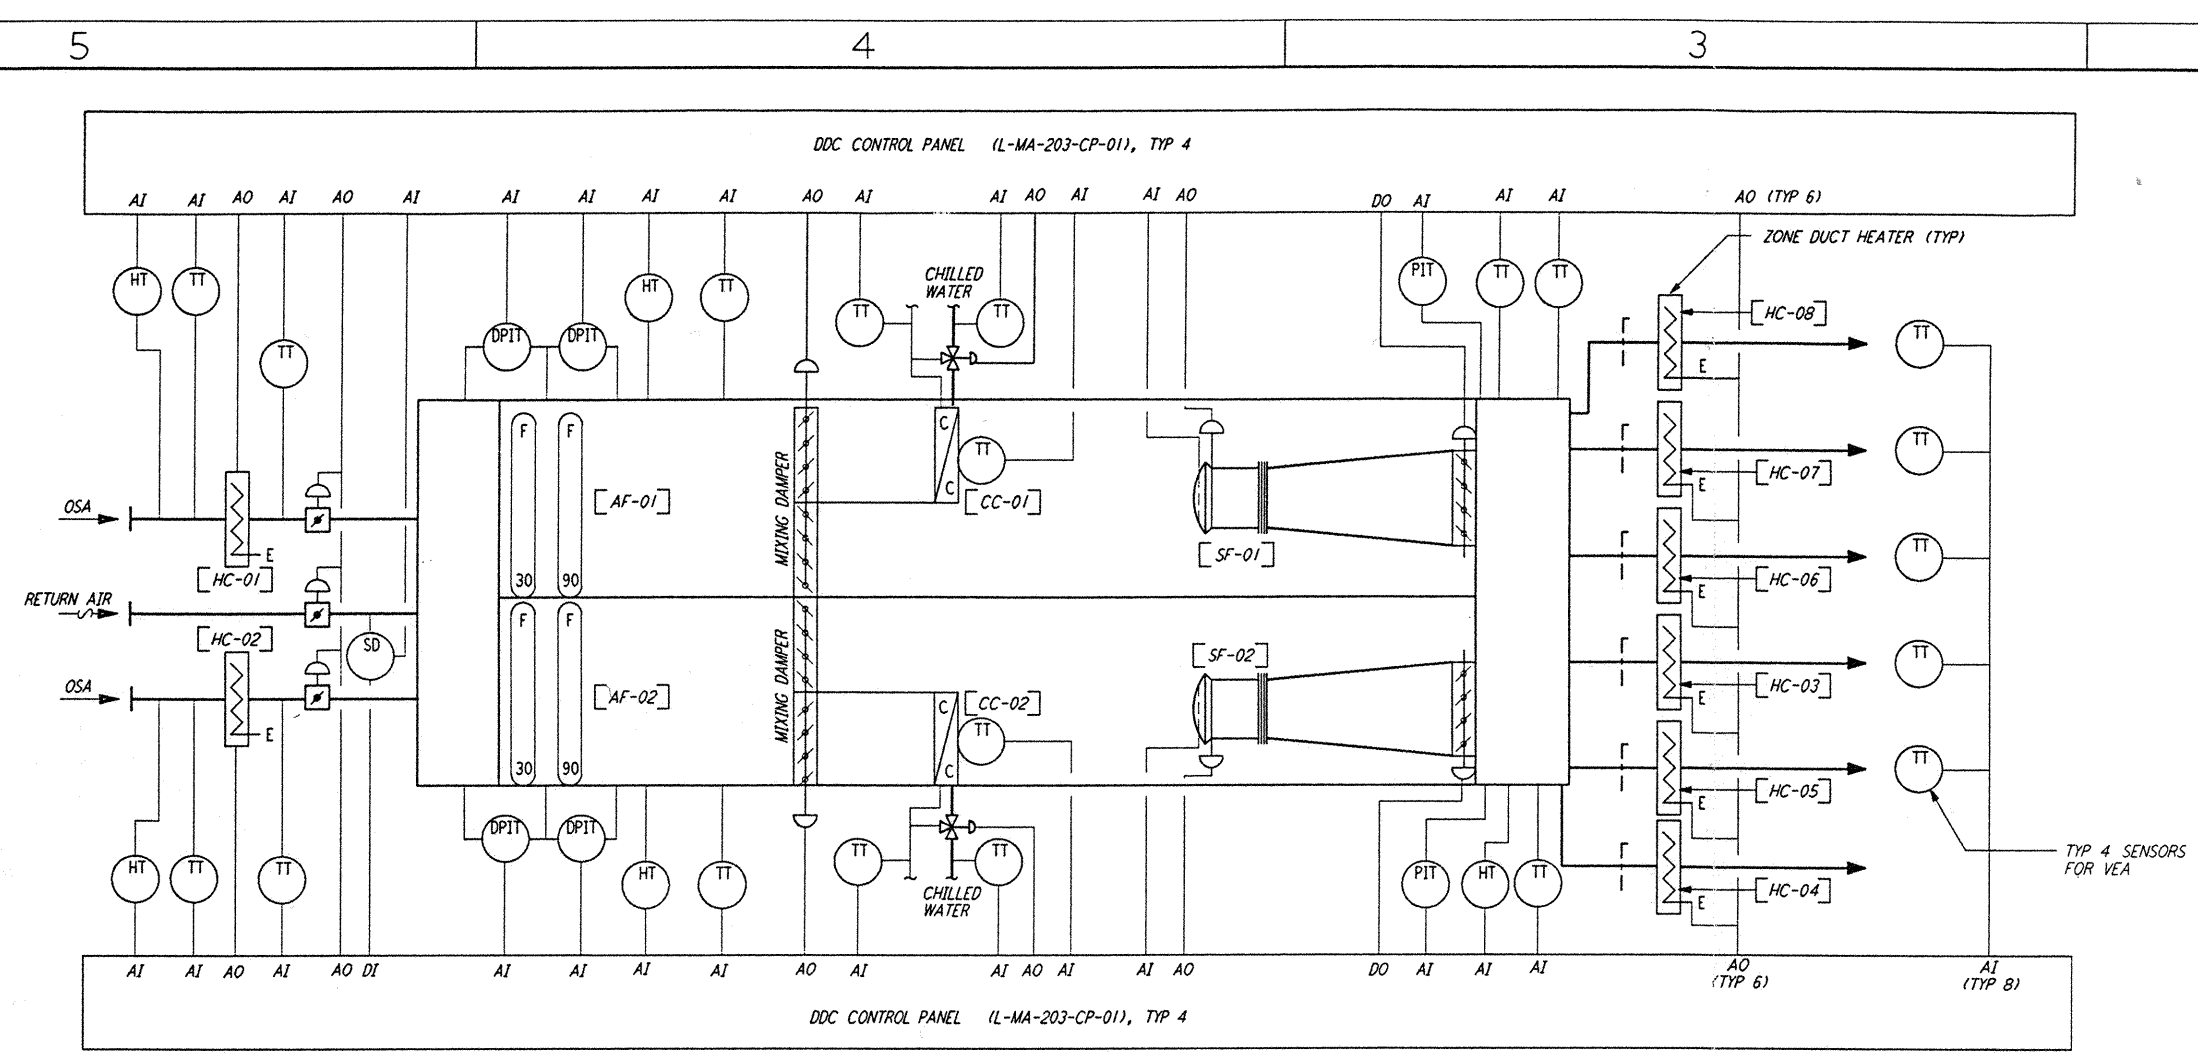 5 4 3
DDC CONTROL PANEL (L-MA-203-CP-01), TYP 4
AI AI AO AI AO AI AI AI AI AI AO AI AI AO AI AI AO DO AI AI AI AO (TYP 6)
ZONE DUCT HEATER (TYP)
HT TT HT TT CHILLED PIT TT TT
WATER
[HC-08]
TT DPIT DPIT TT TT TT
E
F F C TT TT
[HC-07]
MIXING DAMPER
E
OSA [AF-01] C [CC-01]
E 30 90 [SF-01] TT
[HC-01] [HC-06]
E
RETURN AIR
[HC-02] SD F F [SF-02] TT
MIXING DAMPER
[HC-03]
OSA [AF-02] C [CC-02] E
E TT
30 90 C TT
[HC-05]
E
DPIT DPIT TT TT TYP 4 SENSORS
FOR VEA
HT TT TT HT TT PIT HT TT
CHILLED [HC-04]
WATER E
AI AI AO AI AO DI AI AI AI AI AO AI AI AO AI AI AO DO AI AI AI AO AI
(TYP 6) (TYP 8)
DDC CONTROL PANEL (L-MA-203-CP-01), TYP 4